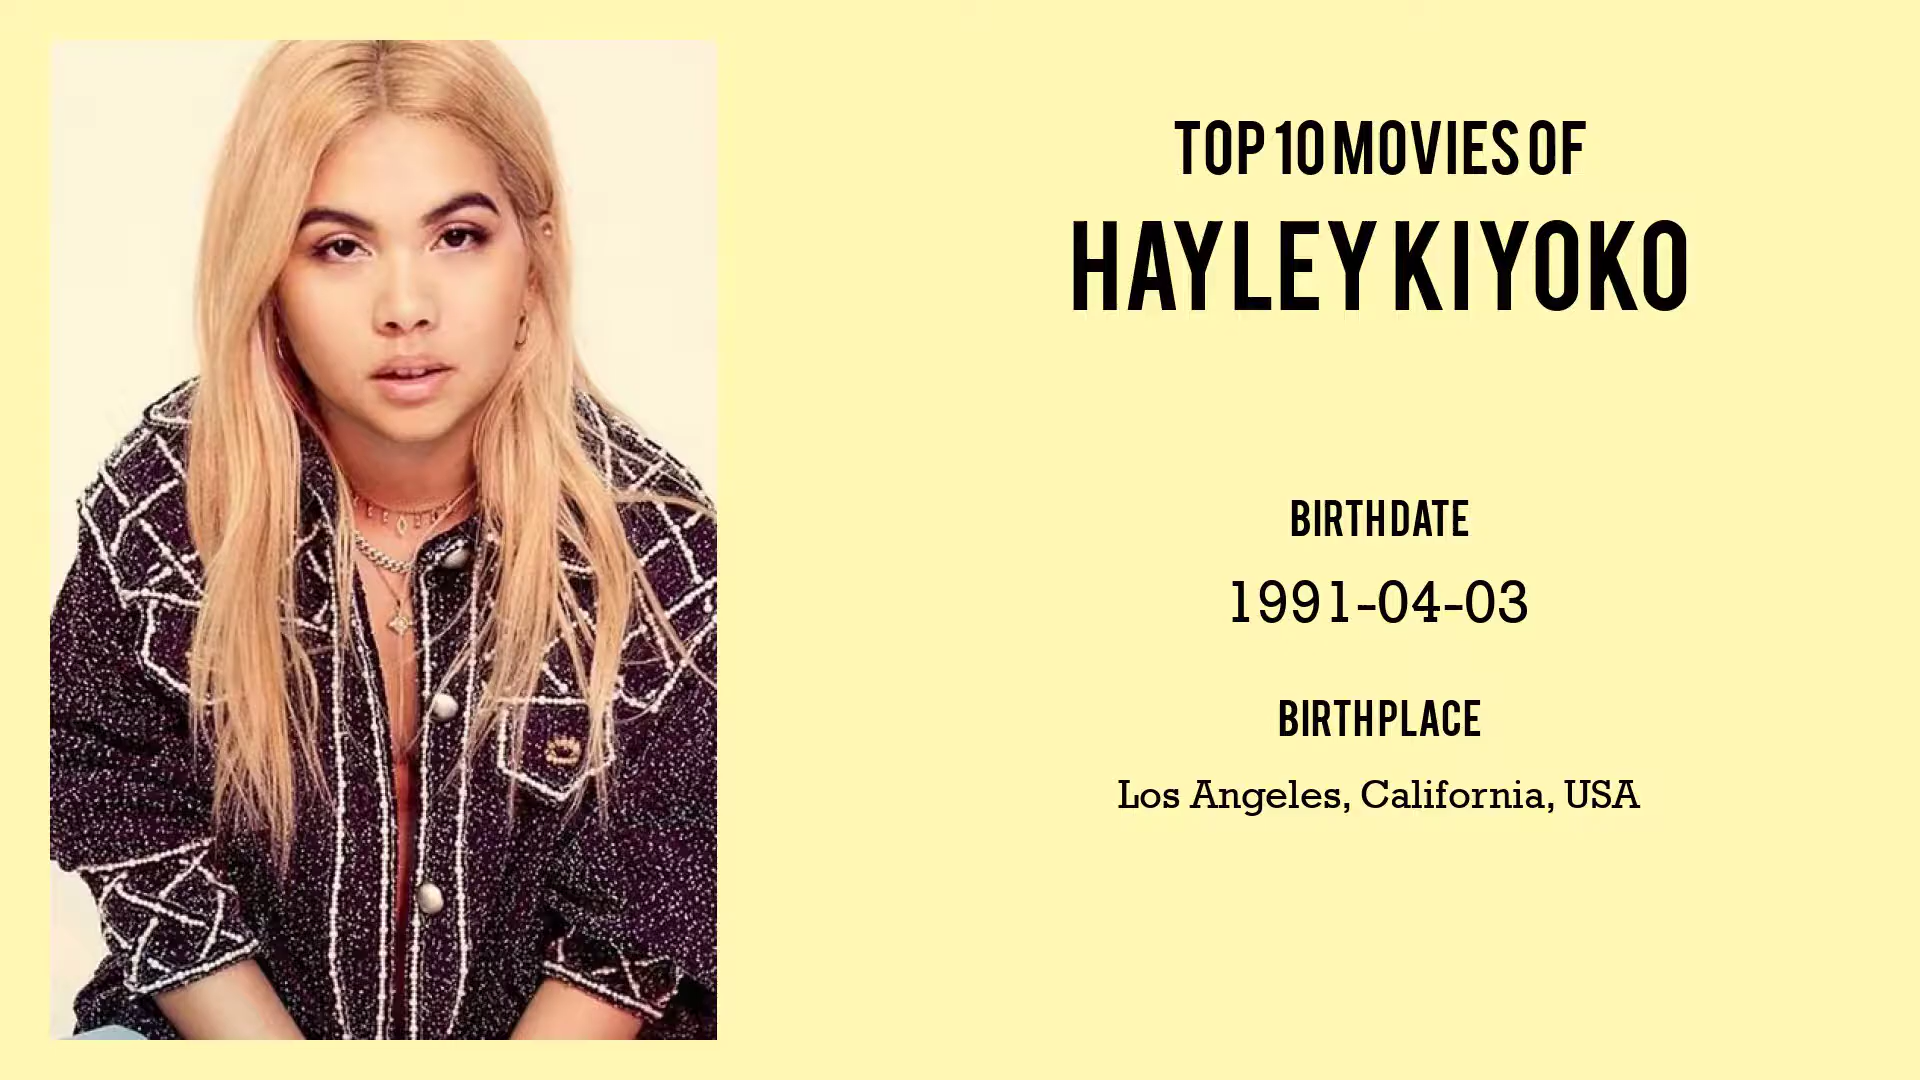 TOP 10 MOVIES OF
HAYLEY KIYOKO
BIRTHDATE
1991-04-03
BIRTHPLACE
Los Angeles, California, USA